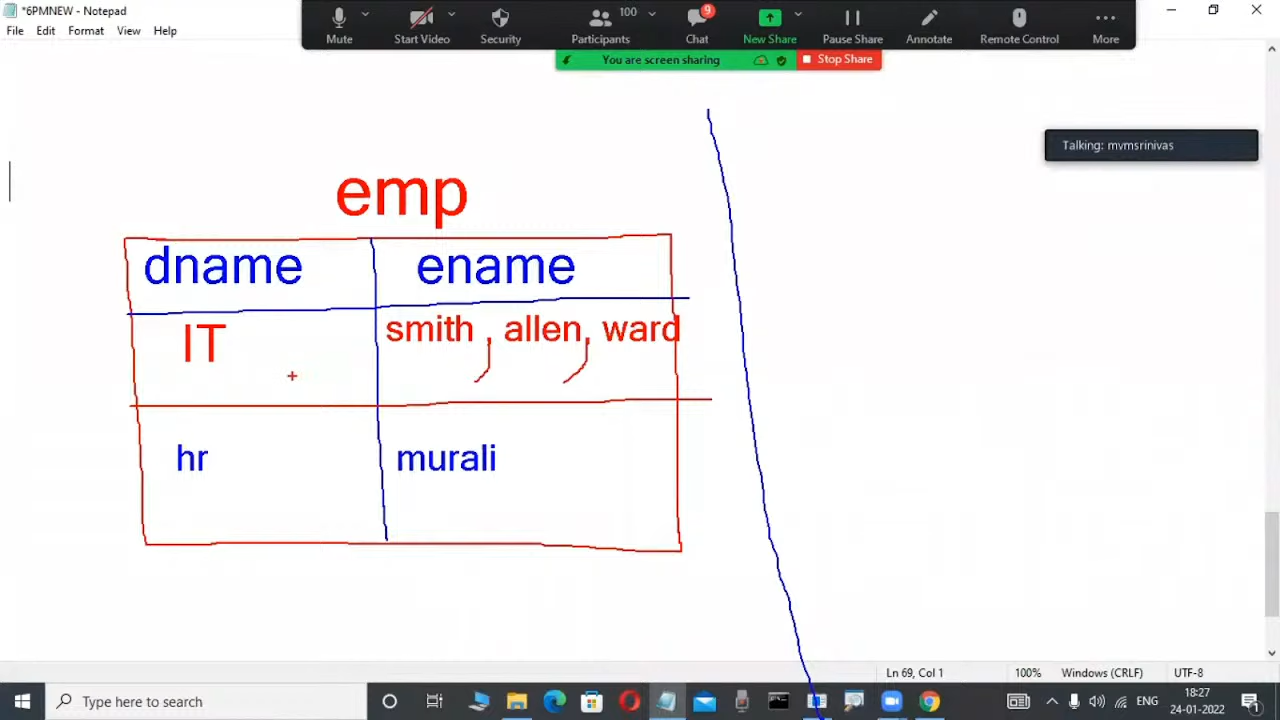 *6PMNEW - Notepad
File Edit Format View Help
Mute Start Video Security Participants 100 Chat 9 New Share Pause Share Annotate Remote Control More
You are screen sharing Stop Share
Talking: mvmsrinivas
emp
dname ename
IT smith , allen, ward
hr murali
Ln 69, Col 1 100% Windows (CRLF) UTF-8
Type here to search
ENG 18:27
24-01-2022 1